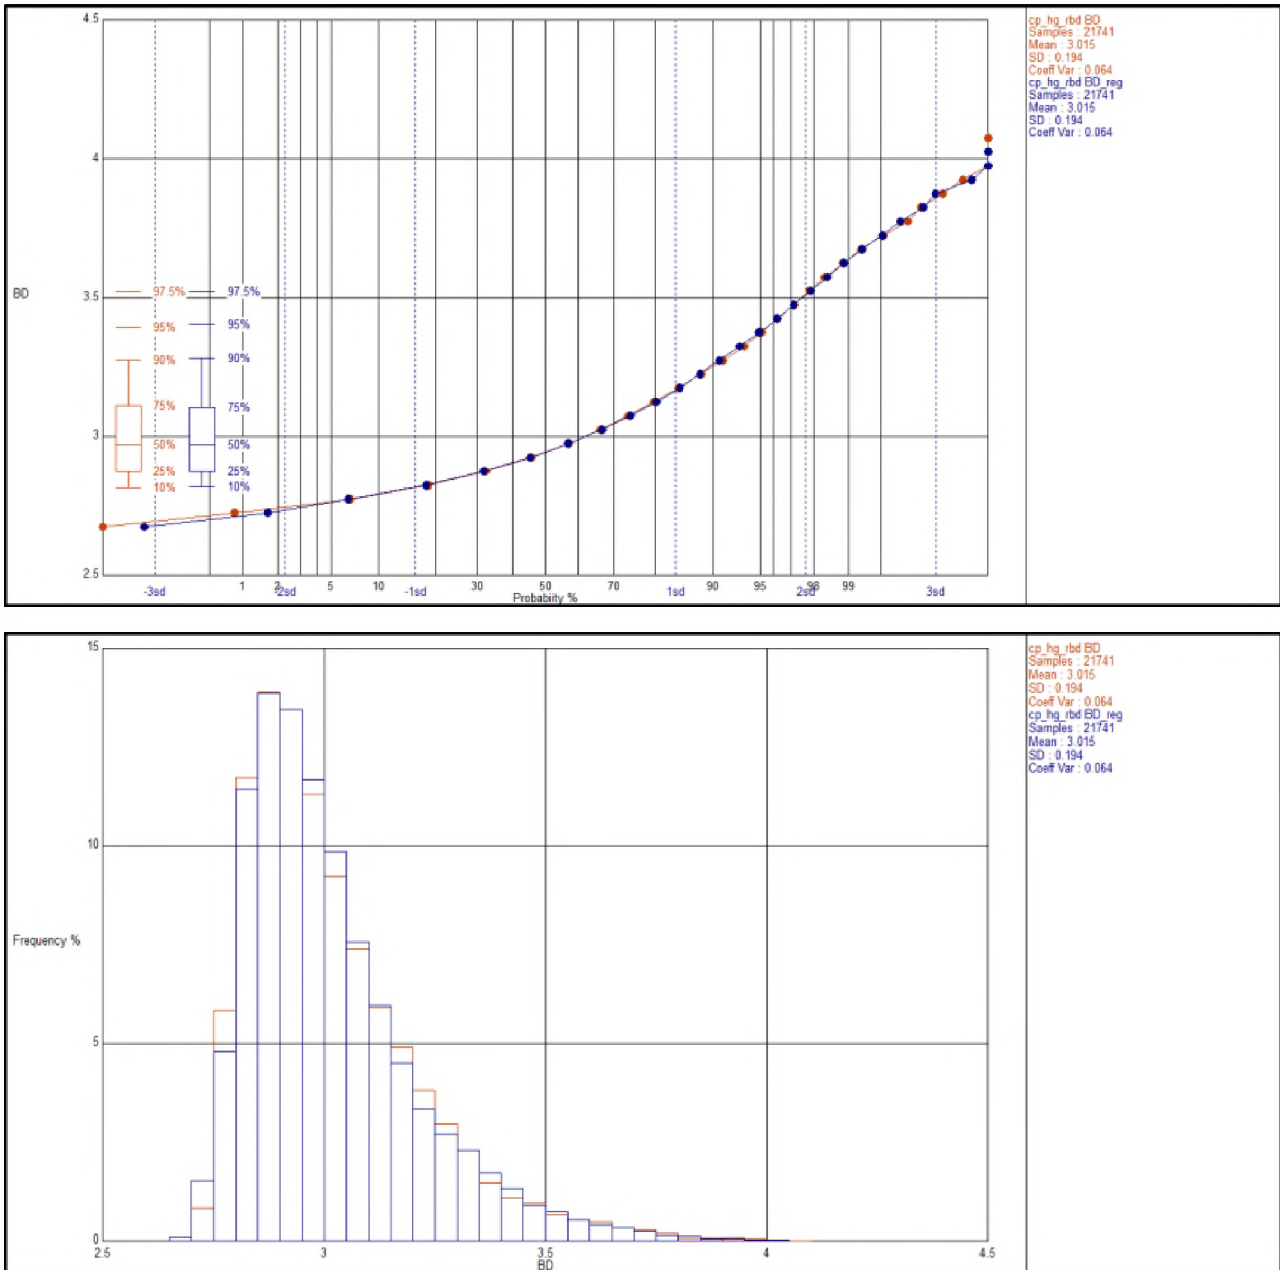 4.5
cp_hg_rbd BD
Samples : 21741
Mean : 3.015
SD : 0.194
Coeff Var : 0.064
cp_hg_rbd BD_reg
Samples : 21741
Mean : 3.015
SD : 0.194
Coeff Var : 0.064
4
BD
3.5
97.5% 97.5%
95% 95%
90% 90%
75% 75%
3
50% 50%
25% 25%
10% 10%
2.5
1 2 5 10 30 50 70 90 95 98 99
-3sd -2sd -1sd 1sd 2sd 3sd
Probability %
15
cp_hg_rbd BD
Samples : 21741
Mean : 3.015
SD : 0.194
Coeff Var : 0.064
cp_hg_rbd BD_reg
Samples : 21741
Mean : 3.015
SD : 0.194
Coeff Var : 0.064
10
Frequency %
5
0
2.5 3 3.5 4 4.5
BD